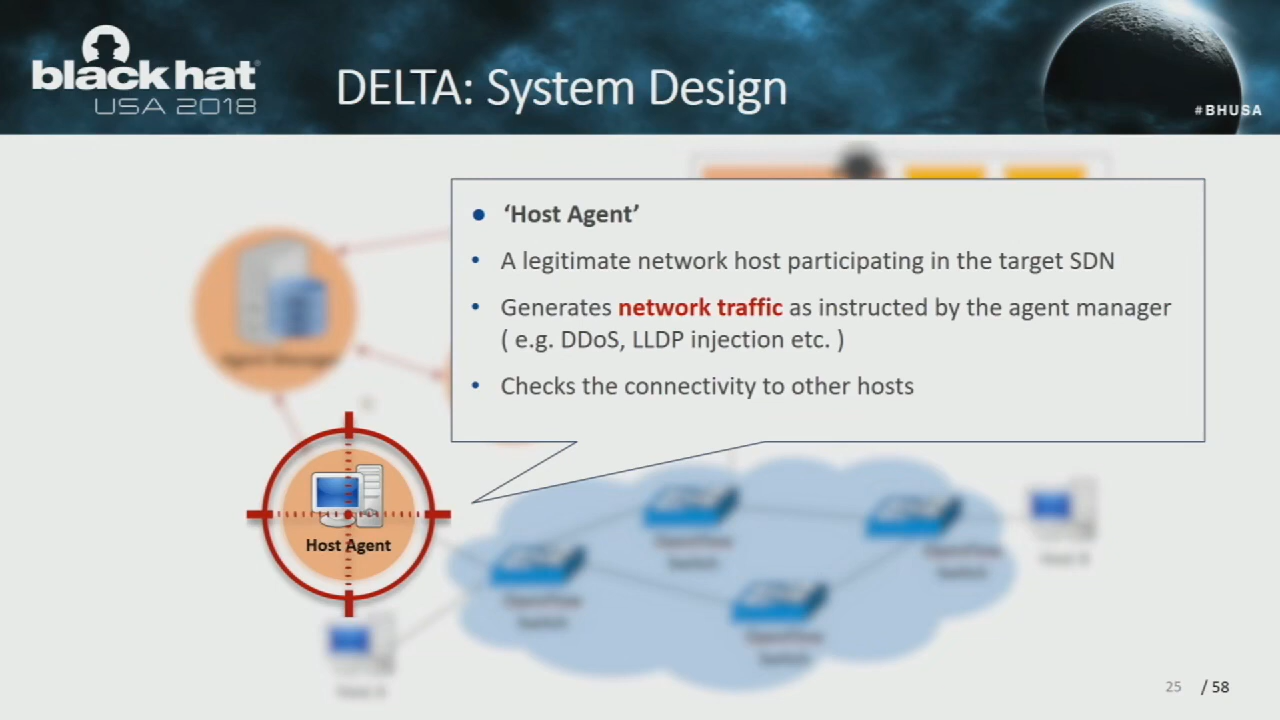 black hat
USA 2018
DELTA: System Design
#BHUSA
‘Host Agent’
A legitimate network host participating in the target SDN
Generates network traffic as instructed by the agent manager
( e.g. DDoS, LLDP injection etc. )
Checks the connectivity to other hosts
Host Agent
25 / 58